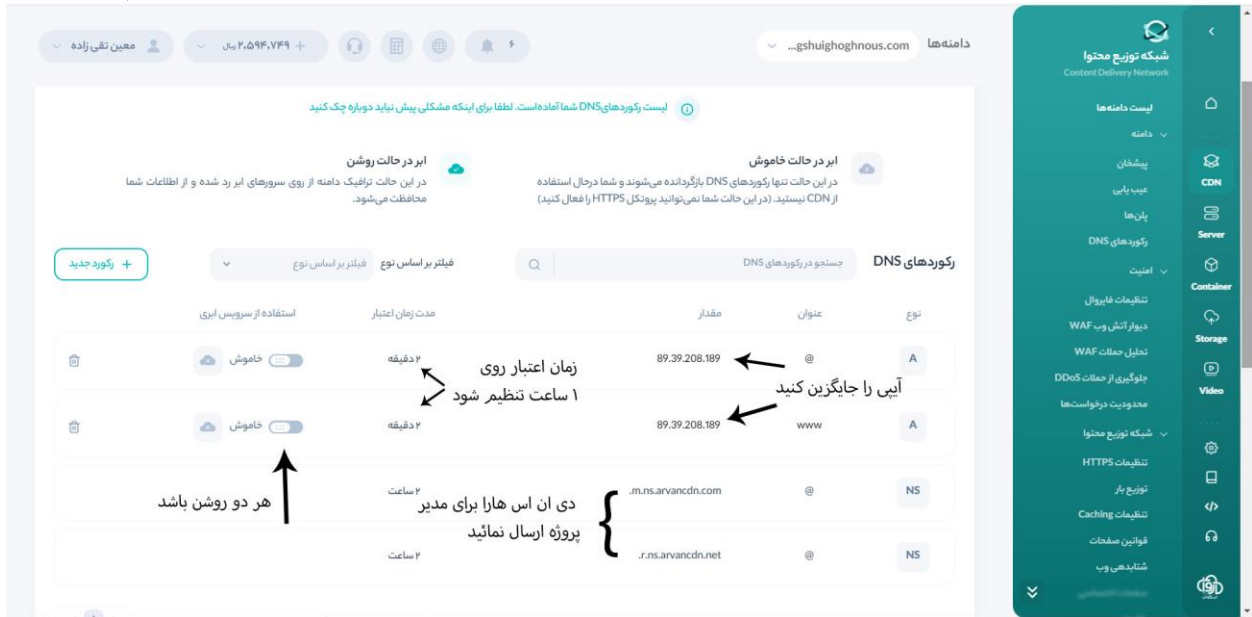 شبکه توزیع محتوا
Content Delivery Network
لیست دامنه‌ها
دامنه
پیشخان
عیب یابی
پلن‌ها
رکوردهای DNS
امنیت
تنظیمات فایروال
دیوار آتش وب WAF
تحلیل حملات WAF
جلوگیری از حملات DDoS
محدودیت درخواست‌ها
شبکه توزیع محتوا
تنظیمات HTTPS
توزیع بار
تنظیمات Caching
قوانین صفحات
شتابدهی وب
CDN
Server
Container
Storage
Video
دامنه‌ها
gshuighoghnous.com...
۶
+ ۲,۵۹۴,۷۴۹ ریال
معین تقی زاده
لیست رکوردهایDNS شما آماده‌است. لطفا برای اینکه مشکلی پیش نیاید دوباره چک کنید
ابر در حالت خاموش
در این حالت تنها رکوردهای DNS بازگردانده می‌شوند و شما درحال استفاده
از CDN نیستید. (در این حالت شما نمی‌توانید پروتکل HTTPS را فعال کنید)
ابر در حالت روشن
در این حالت ترافیک دامنه از روی سرورهای ابر رد شده و از اطلاعات شما
محافظت می‌شود.
رکوردهای DNS
جستجو در رکوردهای DNS
فیلتر بر اساس نوع
فیلتر بر اساس نوع
+ رکورد جدید
نوع عنوان مقدار مدت زمان اعتبار استفاده از سرویس ابری
A @ 89.39.208.189 ۲ دقیقه خاموش
آیپی را جایگزین کنید
زمان اعتبار روی
۱ ساعت تنظیم شود
A www 89.39.208.189 ۲ دقیقه خاموش
هر دو روشن باشد
NS @ m.ns.arvancdn.com. ۲ ساعت
دی ان اس هارا برای مدیر
پروژه ارسال نمائید
NS @ r.ns.arvancdn.net. ۲ ساعت